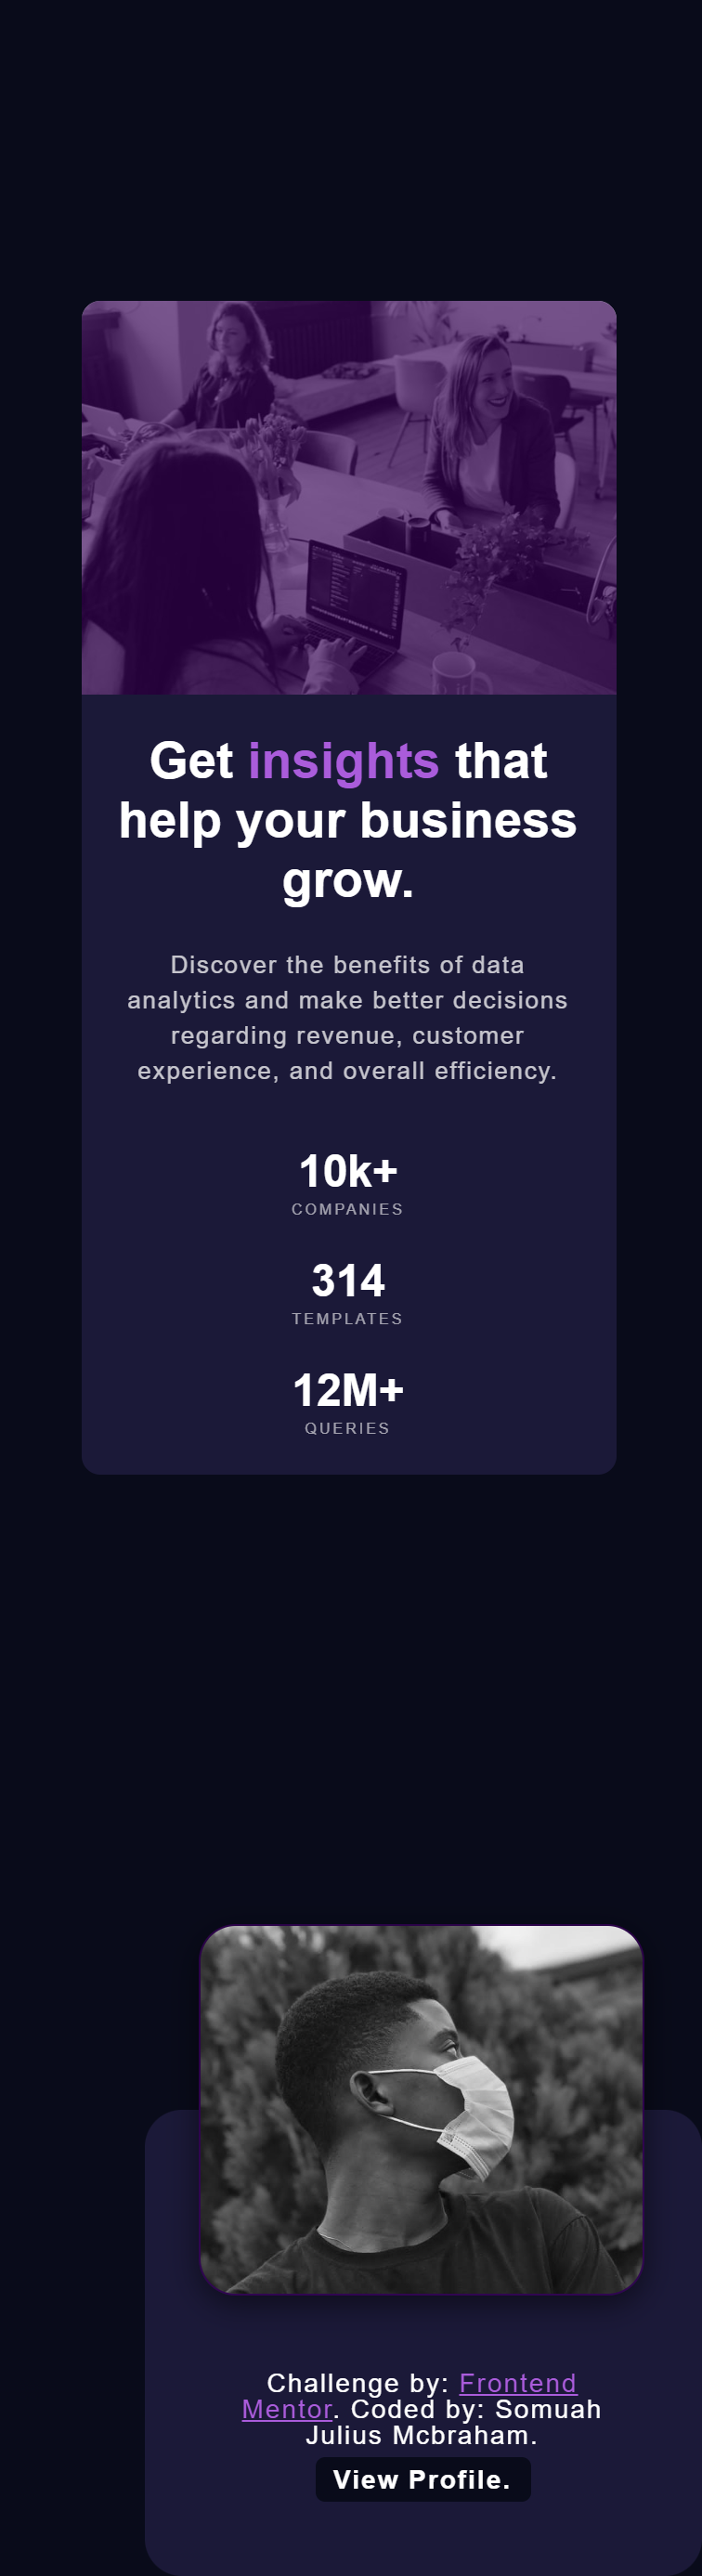 Get insights that
help your business
grow.
Discover the benefits of data
analytics and make better decisions
regarding revenue, customer
experience, and overall efficiency.
10k+
COMPANIES
314
TEMPLATES
12M+
QUERIES
Challenge by: Frontend
Mentor. Coded by: Somuah
Julius Mcbraham.
View Profile.